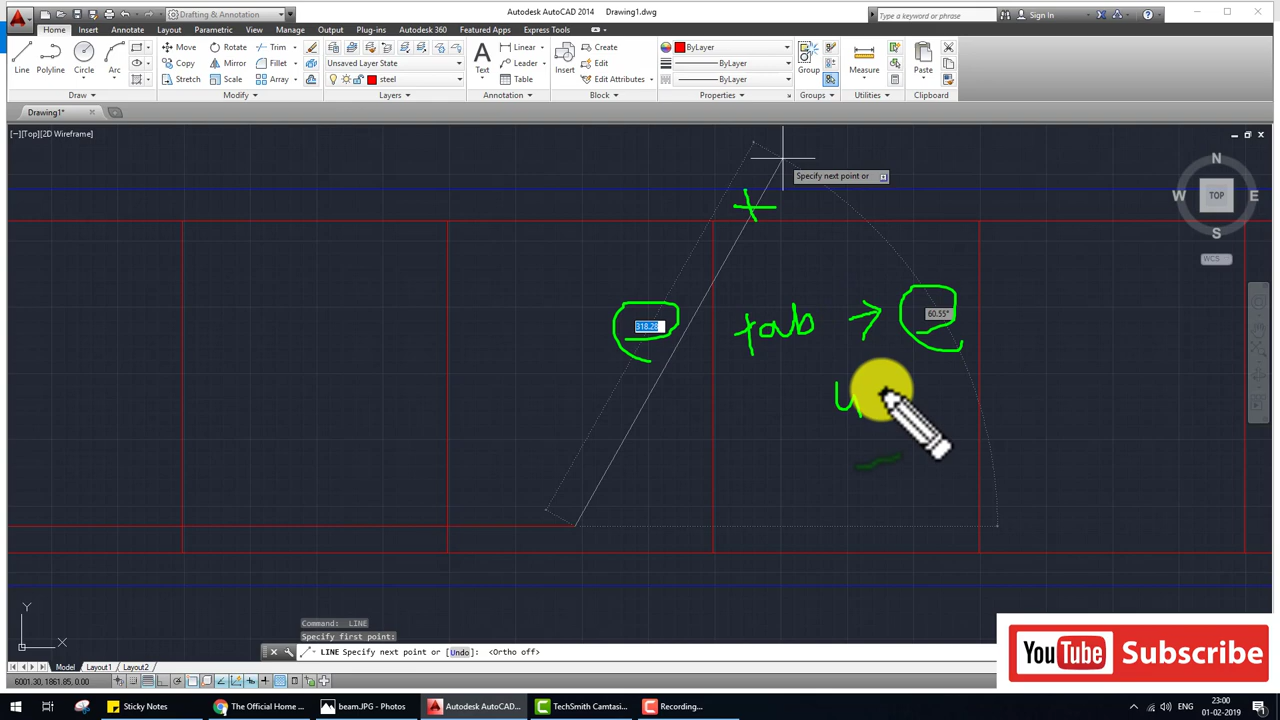 Drafting & Annotation
Autodesk AutoCAD 2014 Drawing1.dwg
Type a keyword or phrase
Sign In
Home Insert Annotate Layout Parametric View Manage Output Plug-ins Autodesk 360 Featured Apps Express Tools
Line Polyline Circle Arc
Move Rotate Trim
Copy Mirror Fillet
Stretch Scale Array
Unsaved Layer State
steel
Text
Linear
Leader
Table
Insert
Create
Edit
Edit Attributes
ByLayer
ByLayer
ByLayer
Group
Measure
Paste
Draw Modify Layers Annotation Block Properties Groups Utilities Clipboard
Drawing1*
[−][Top][2D Wireframe]
N
W TOP E
S
WCS
Specify next point or
318.28
tab →
60.55°
Y
X
Command: LINE
Specify first point:
LINE Specify next point or [Undo]: <Ortho off>
Model Layout1 Layout2
6001.30, 1861.85, 0.00
You Tube Subscribe
Sticky Notes
The Official Home ...
beam.JPG - Photos
Autodesk AutoCAD...
TechSmith Camtasi...
Recording...
ENG
23:00
01-02-2019